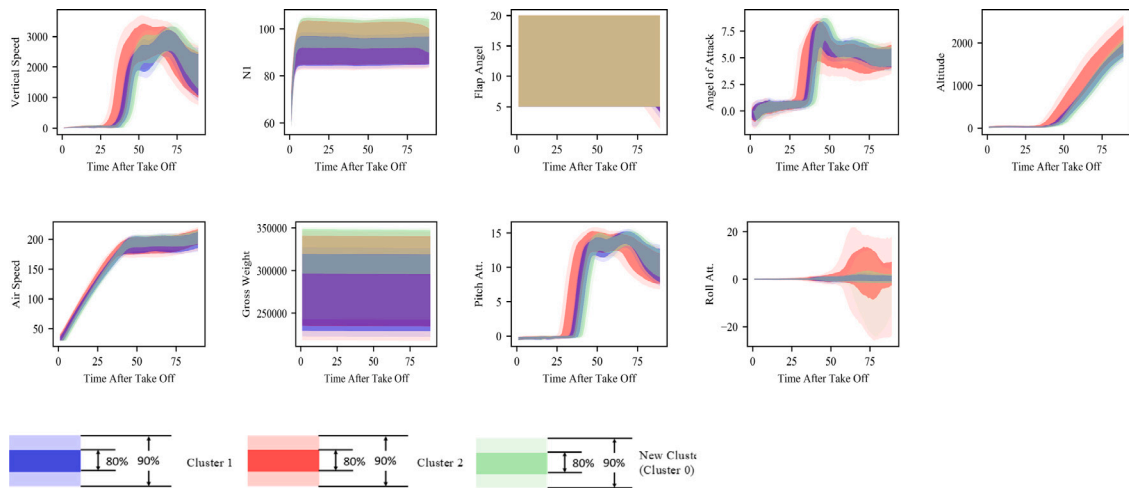 3000
2000
1000
0
Vertical Speed
0 25 50 75
Time After Take Off
100
80
60
N1
0 25 50 75
Time After Take Off
20
15
10
5
Flap Angel
0 25 50 75
Time After Take Off
7.5
5.0
2.5
0.0
Angel of Attack
0 25 50 75
Time After Take Off
2000
1000
0
Altitude
0 25 50 75
Time After Take Off
200
150
100
50
Air Speed
0 25 50 75
Time After Take Off
350000
300000
250000
Gross Weight
0 25 50 75
Time After Take Off
15
10
5
0
Pitch Att.
0 25 50 75
Time After Take Off
20
0
−20
Roll Att.
0 25 50 75
Time After Take Off
80% 90% Cluster 1
80% 90% Cluster 2
80% 90% New Cluste
(Cluster 0)